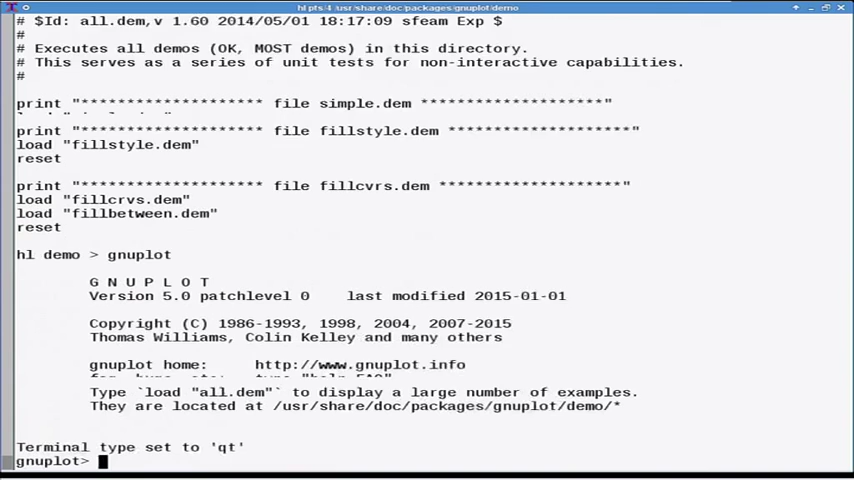 hl pts/4 /usr/share/doc/packages/gnuplot/demo
# $Id: all.dem,v 1.60 2014/05/01 18:17:09 sfeam Exp $
#
# Executes all demos (OK, MOST demos) in this directory.
# This serves as a series of unit tests for non-interactive capabilities.
#
print "******************** file simple.dem ********************"
print "******************** file fillstyle.dem ********************"
load "fillstyle.dem"
reset
print "******************** file fillcvrs.dem ********************"
load "fillcrvs.dem"
load "fillbetween.dem"
reset
hl demo > gnuplot
G N U P L O T
Version 5.0 patchlevel 0    last modified 2015-01-01
Copyright (C) 1986-1993, 1998, 2004, 2007-2015
Thomas Williams, Colin Kelley and many others
gnuplot home:     http://www.gnuplot.info
Type `load "all.dem"` to display a large number of examples.
They are located at /usr/share/doc/packages/gnuplot/demo/*
Terminal type set to 'qt'
gnuplot>